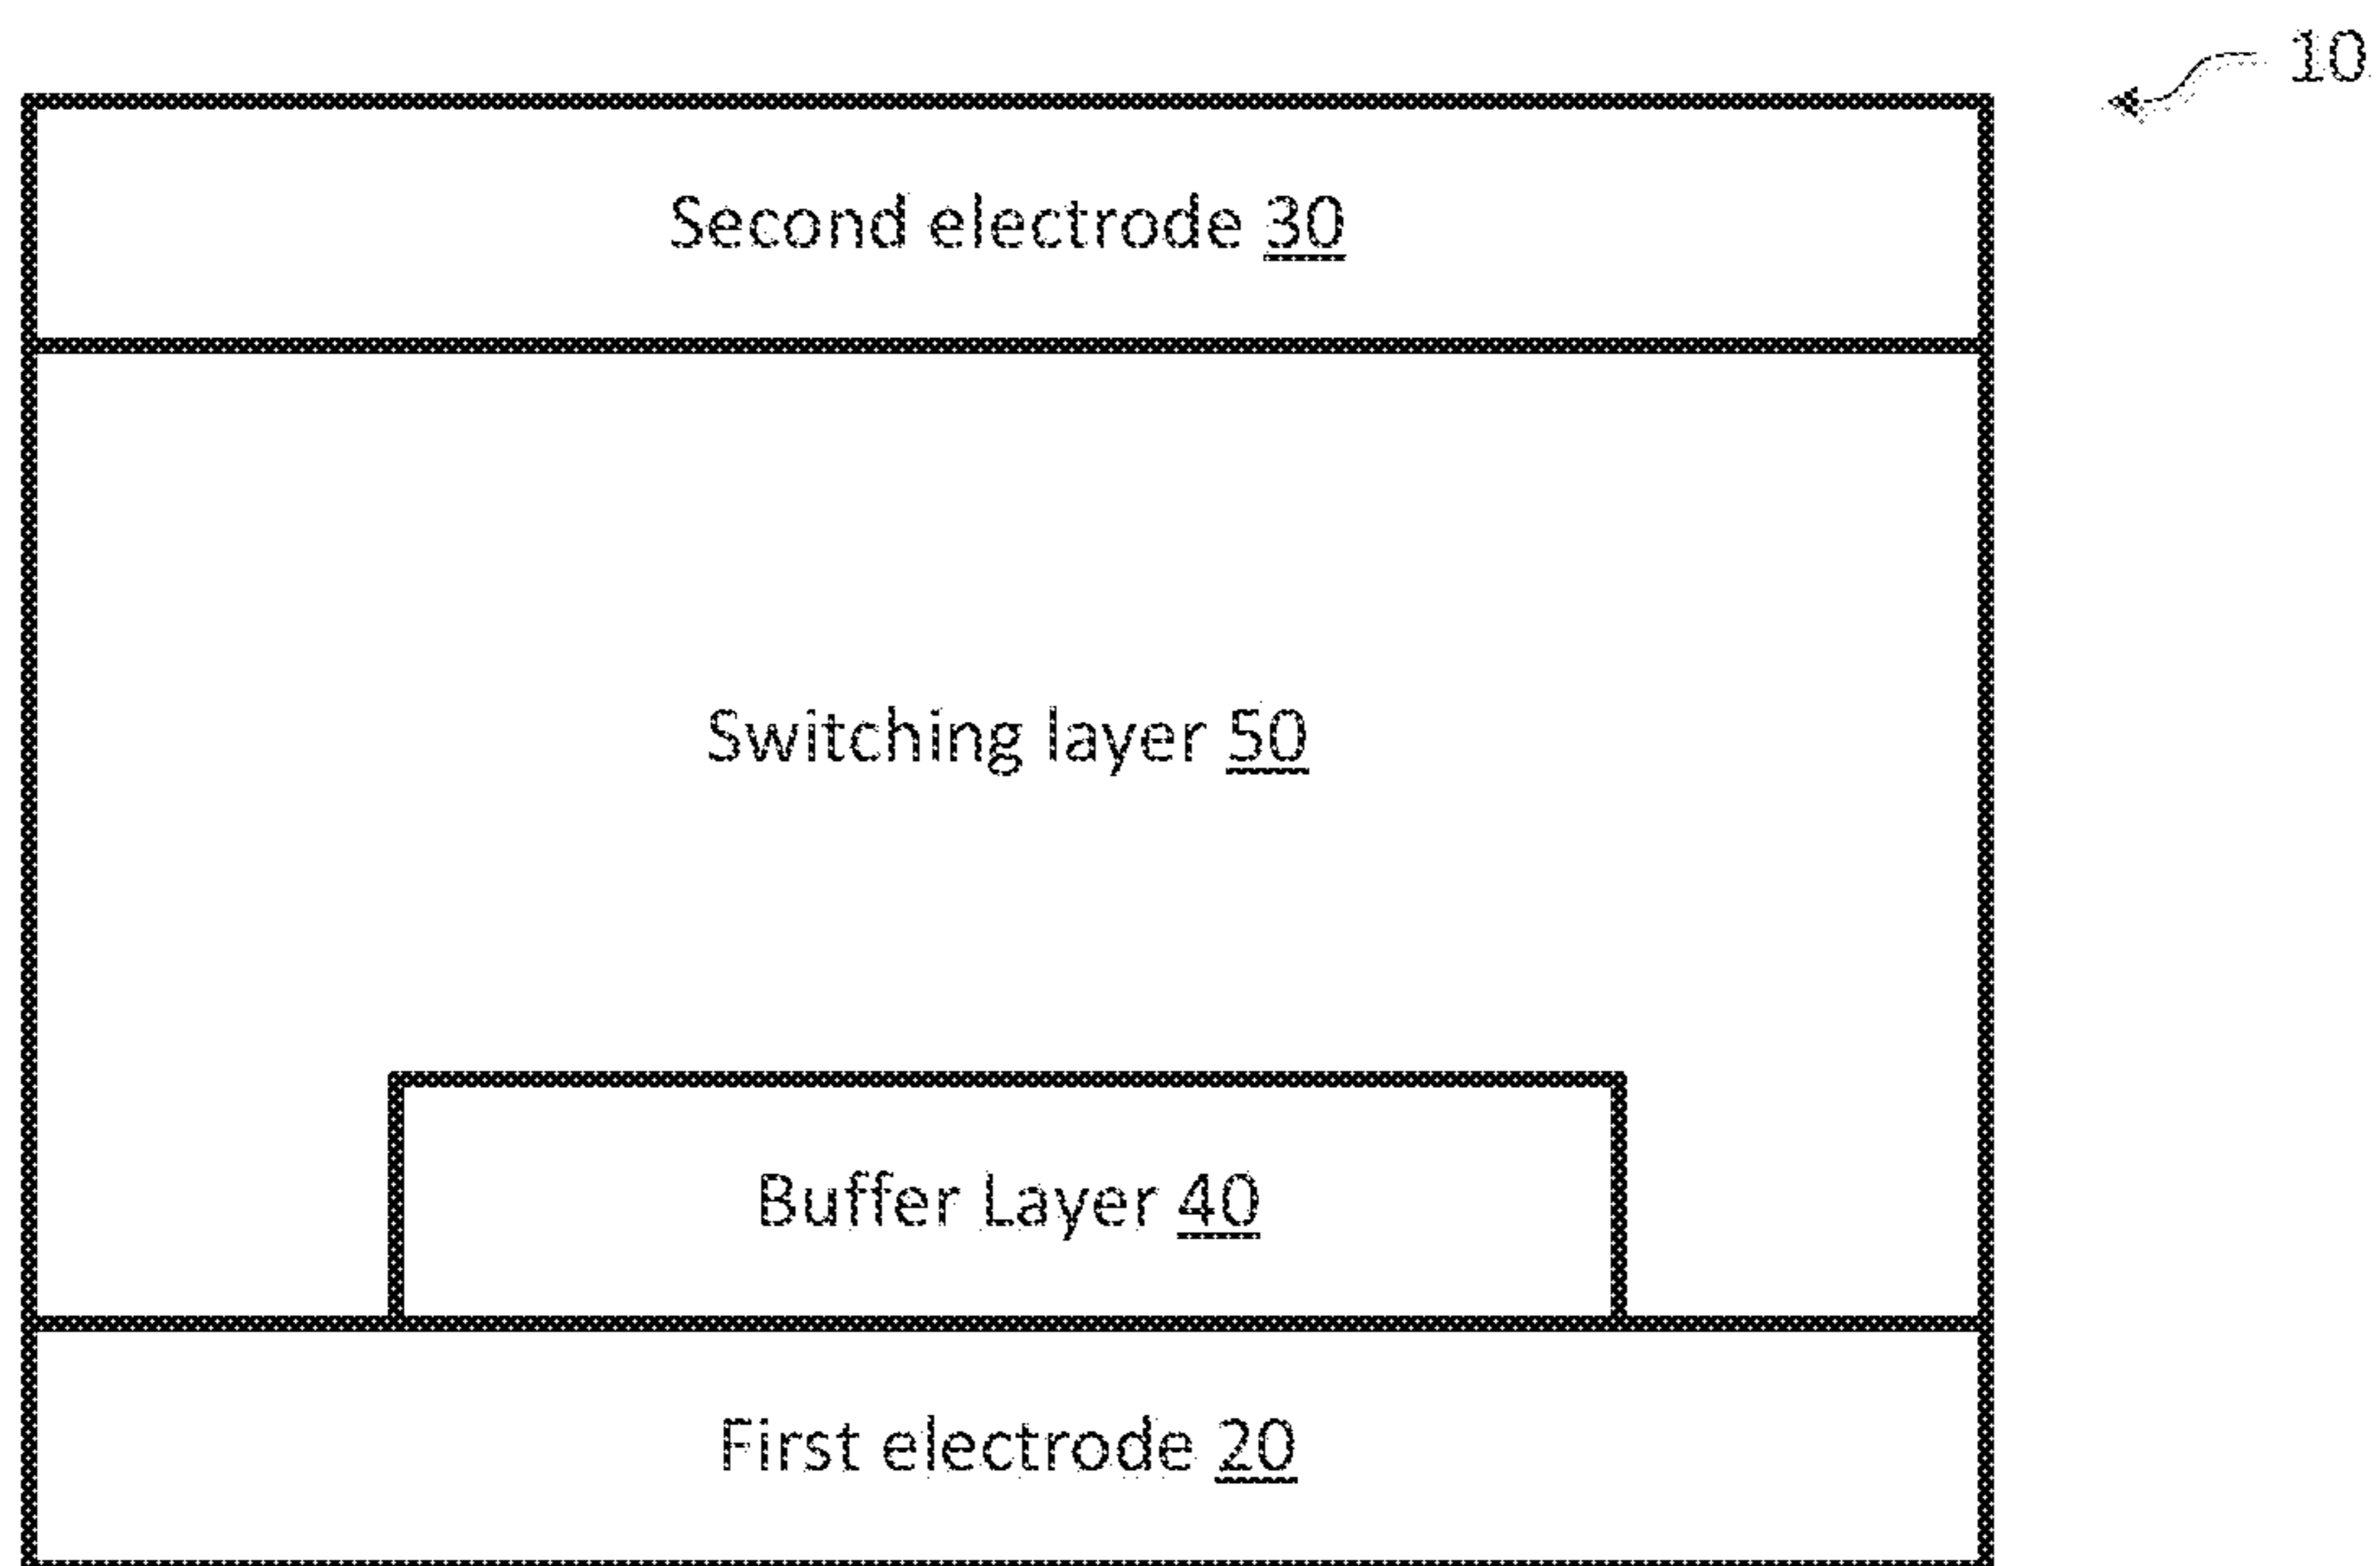 10
Second electrode 30
Switching layer 50
Buffer Layer 40
First electrode 20